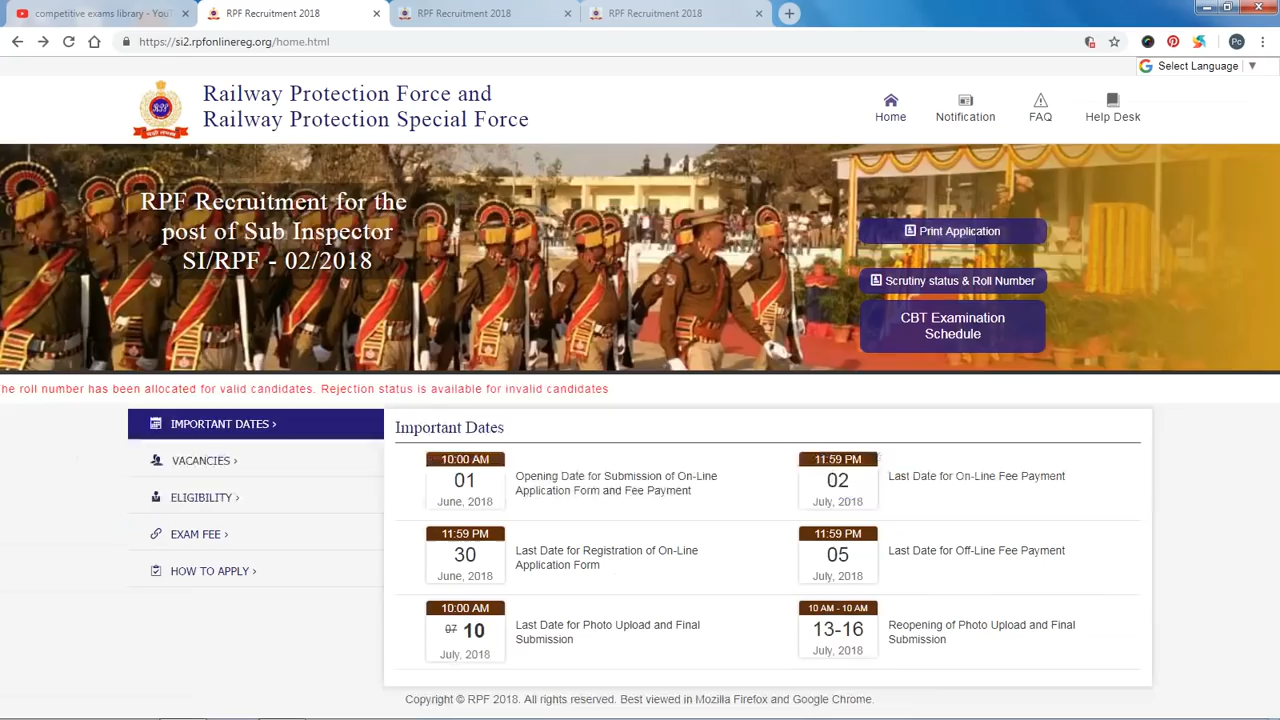 competitive exams library - YouT
RPF Recruitment 2018
RPF Recruitment 2018
RPF Recruitment 2018
https://si2.rpfonlinereg.org/home.html
Pc
Select Language
Railway Protection Force and
Railway Protection Special Force
Home
Notification
FAQ
Help Desk
RPF Recruitment for the
post of Sub Inspector
SI/RPF - 02/2018
Print Application
Scrutiny status & Roll Number
CBT Examination
Schedule
he roll number has been allocated for valid candidates. Rejection status is available for invalid candidates
IMPORTANT DATES ›
VACANCIES ›
ELIGIBILITY ›
EXAM FEE ›
HOW TO APPLY ›
Important Dates
10:00 AM
01
June, 2018
Opening Date for Submission of On-Line
Application Form and Fee Payment
11:59 PM
02
July, 2018
Last Date for On-Line Fee Payment
11:59 PM
30
June, 2018
Last Date for Registration of On-Line
Application Form
11:59 PM
05
July, 2018
Last Date for Off-Line Fee Payment
10:00 AM
07 10
July, 2018
Last Date for Photo Upload and Final
Submission
10 AM - 10 AM
13-16
July, 2018
Reopening of Photo Upload and Final
Submission
Copyright © RPF 2018. All rights reserved. Best viewed in Mozilla Firefox and Google Chrome.